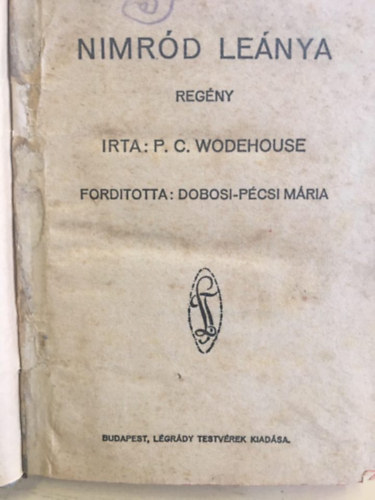 NIMRÓD LEÁNYA
REGÉNY
IRTA: P. C. WODEHOUSE
FORDITOTTA: DOBOSI-PÉCSI MÁRIA
BUDAPEST, LÉGRÁDY TESTVÉREK KIADÁSA.